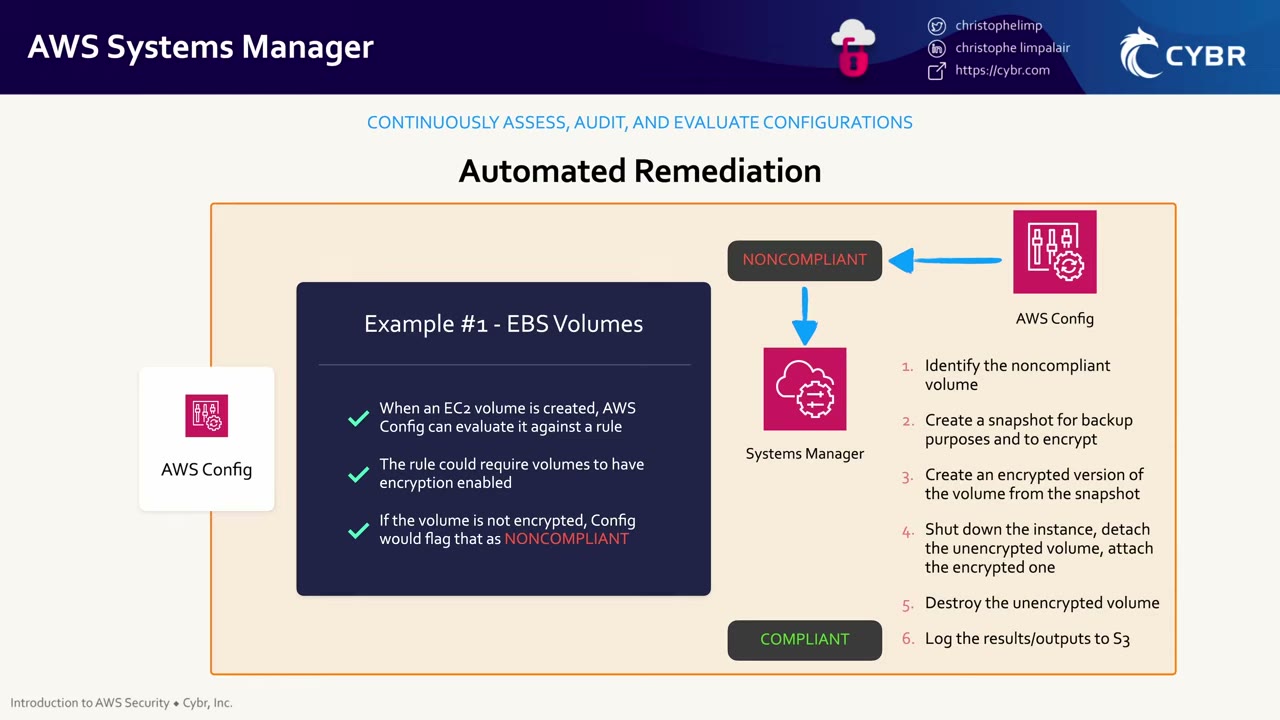 AWS Systems Manager
christophelimp
christophe limpalair
https://cybr.com
CYBR
CONTINUOUSLY ASSESS, AUDIT, AND EVALUATE CONFIGURATIONS
Automated Remediation
AWS Config
Example #1 - EBS Volumes
When an EC2 volume is created, AWS
Config can evaluate it against a rule
The rule could require volumes to have
encryption enabled
If the volume is not encrypted, Config
would flag that as NONCOMPLIANT
NONCOMPLIANT
AWS Config
Systems Manager
1. Identify the noncompliant
volume
2. Create a snapshot for backup
purposes and to encrypt
3. Create an encrypted version of
the volume from the snapshot
4. Shut down the instance, detach
the unencrypted volume, attach
the encrypted one
5. Destroy the unencrypted volume
6. Log the results/outputs to S3
COMPLIANT
Introduction to AWS Security ◆ Cybr, Inc.